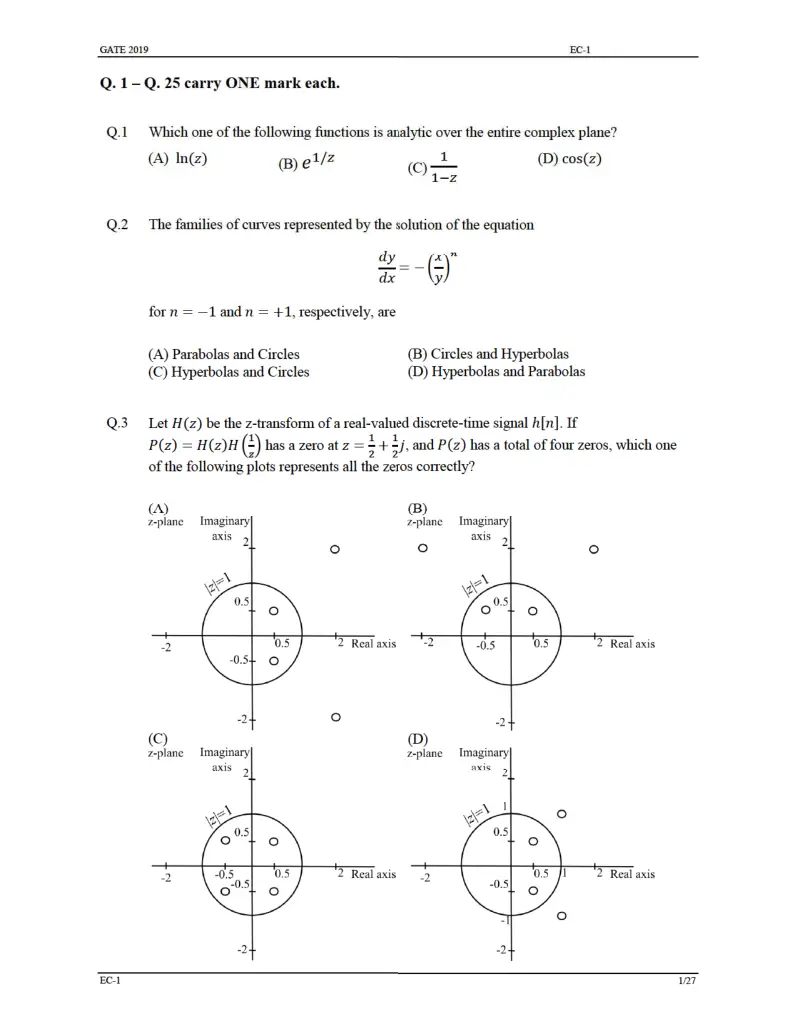 GATE 2019 EC-1
Q. 1 – Q. 25 carry ONE mark each.
Q.1 Which one of the following functions is analytic over the entire complex plane?
(A) ln(z) (B) e^{1/z} (C) 1/(1−z) (D) cos(z)
Q.2 The families of curves represented by the solution of the equation
dy/dx = −(x/y)^n
for n = −1 and n = +1, respectively, are
(A) Parabolas and Circles (B) Circles and Hyperbolas
(C) Hyperbolas and Circles (D) Hyperbolas and Parabolas
Q.3 Let H(z) be the z-transform of a real-valued discrete-time signal h[n]. If
P(z) = H(z)H(1/z) has a zero at z = 1/2 + 1/2 j, and P(z) has a total of four zeros, which one
of the following plots represents all the zeros correctly?
(A)
z-plane
Imaginary
axis
2
|z|=1
0.5
-2
0.5
2
Real axis
-0.5
-2
(B)
z-plane
Imaginary
axis
2
|z|=1
0.5
-2
-0.5
0.5
2
Real axis
-2
(C)
z-plane
Imaginary
axis
2
|z|=1
0.5
-2
-0.5
0.5
2
Real axis
-0.5
-2
(D)
z-plane
Imaginary
axis
2
|z|=1
1
0.5
-2
0.5
1
2
Real axis
-0.5
-1
-2
EC-1 1/27